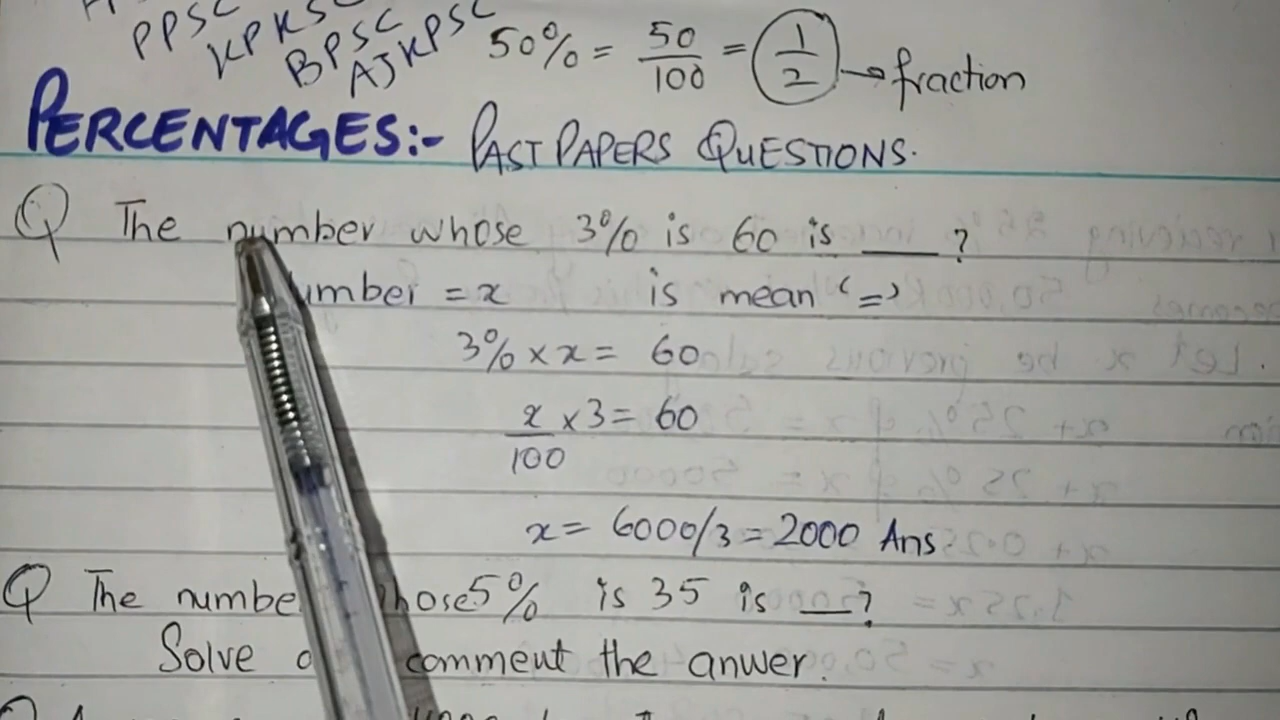 PPSC
KPKSC
BPSC
AJKPSC
50% = 50/100 = 1/2 → fraction
PERCENTAGES:- PAST PAPERS QUESTIONS.
Q The number whose 3% is 60 is ____ ?
umber = x is mean ‘=’
3% × x = 60
x/100 × 3 = 60
x = 6000/3 = 2000 Ans
Q The numbe hose 5% is 35 is ___ ?
Solve comment the anwer.